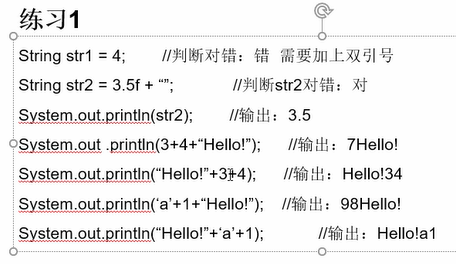 练习1
String str1 = 4; //判断对错：错 需要加上双引号
String str2 = 3.5f + “”; //判断str2对错：对
System.out.println(str2); //输出：3.5
System.out .println(3+4+“Hello!”); //输出：7Hello!
System.out.println(“Hello!”+3+4); //输出：Hello!34
System.out.println(‘a’+1+“Hello!”); //输出：98Hello!
System.out.println(“Hello!”+‘a’+1); //输出：Hello!a1